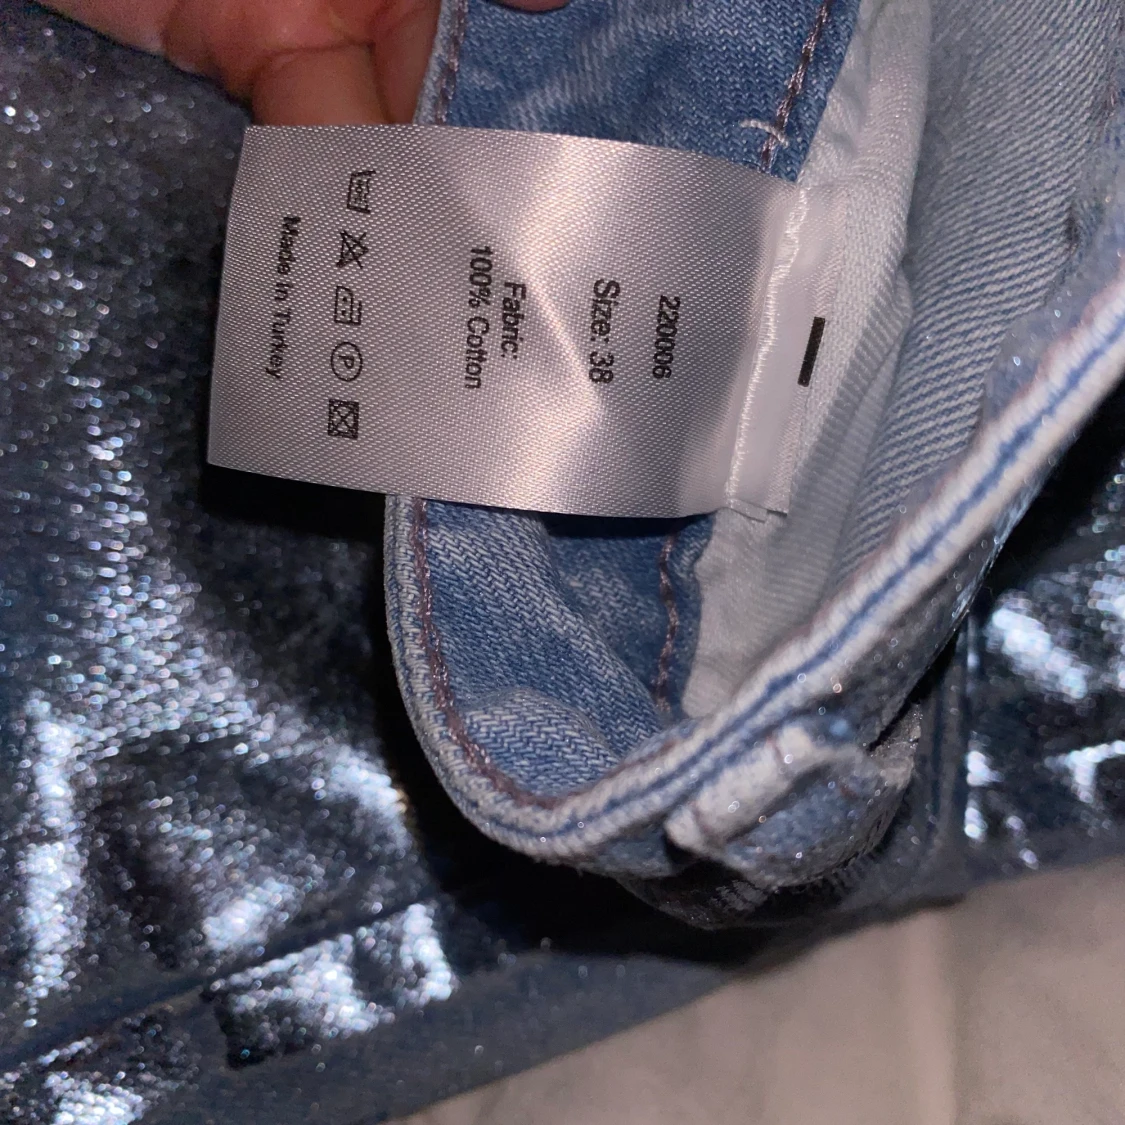 220006
Size: 38
Fabric:
100% Cotton
Made In Turkey